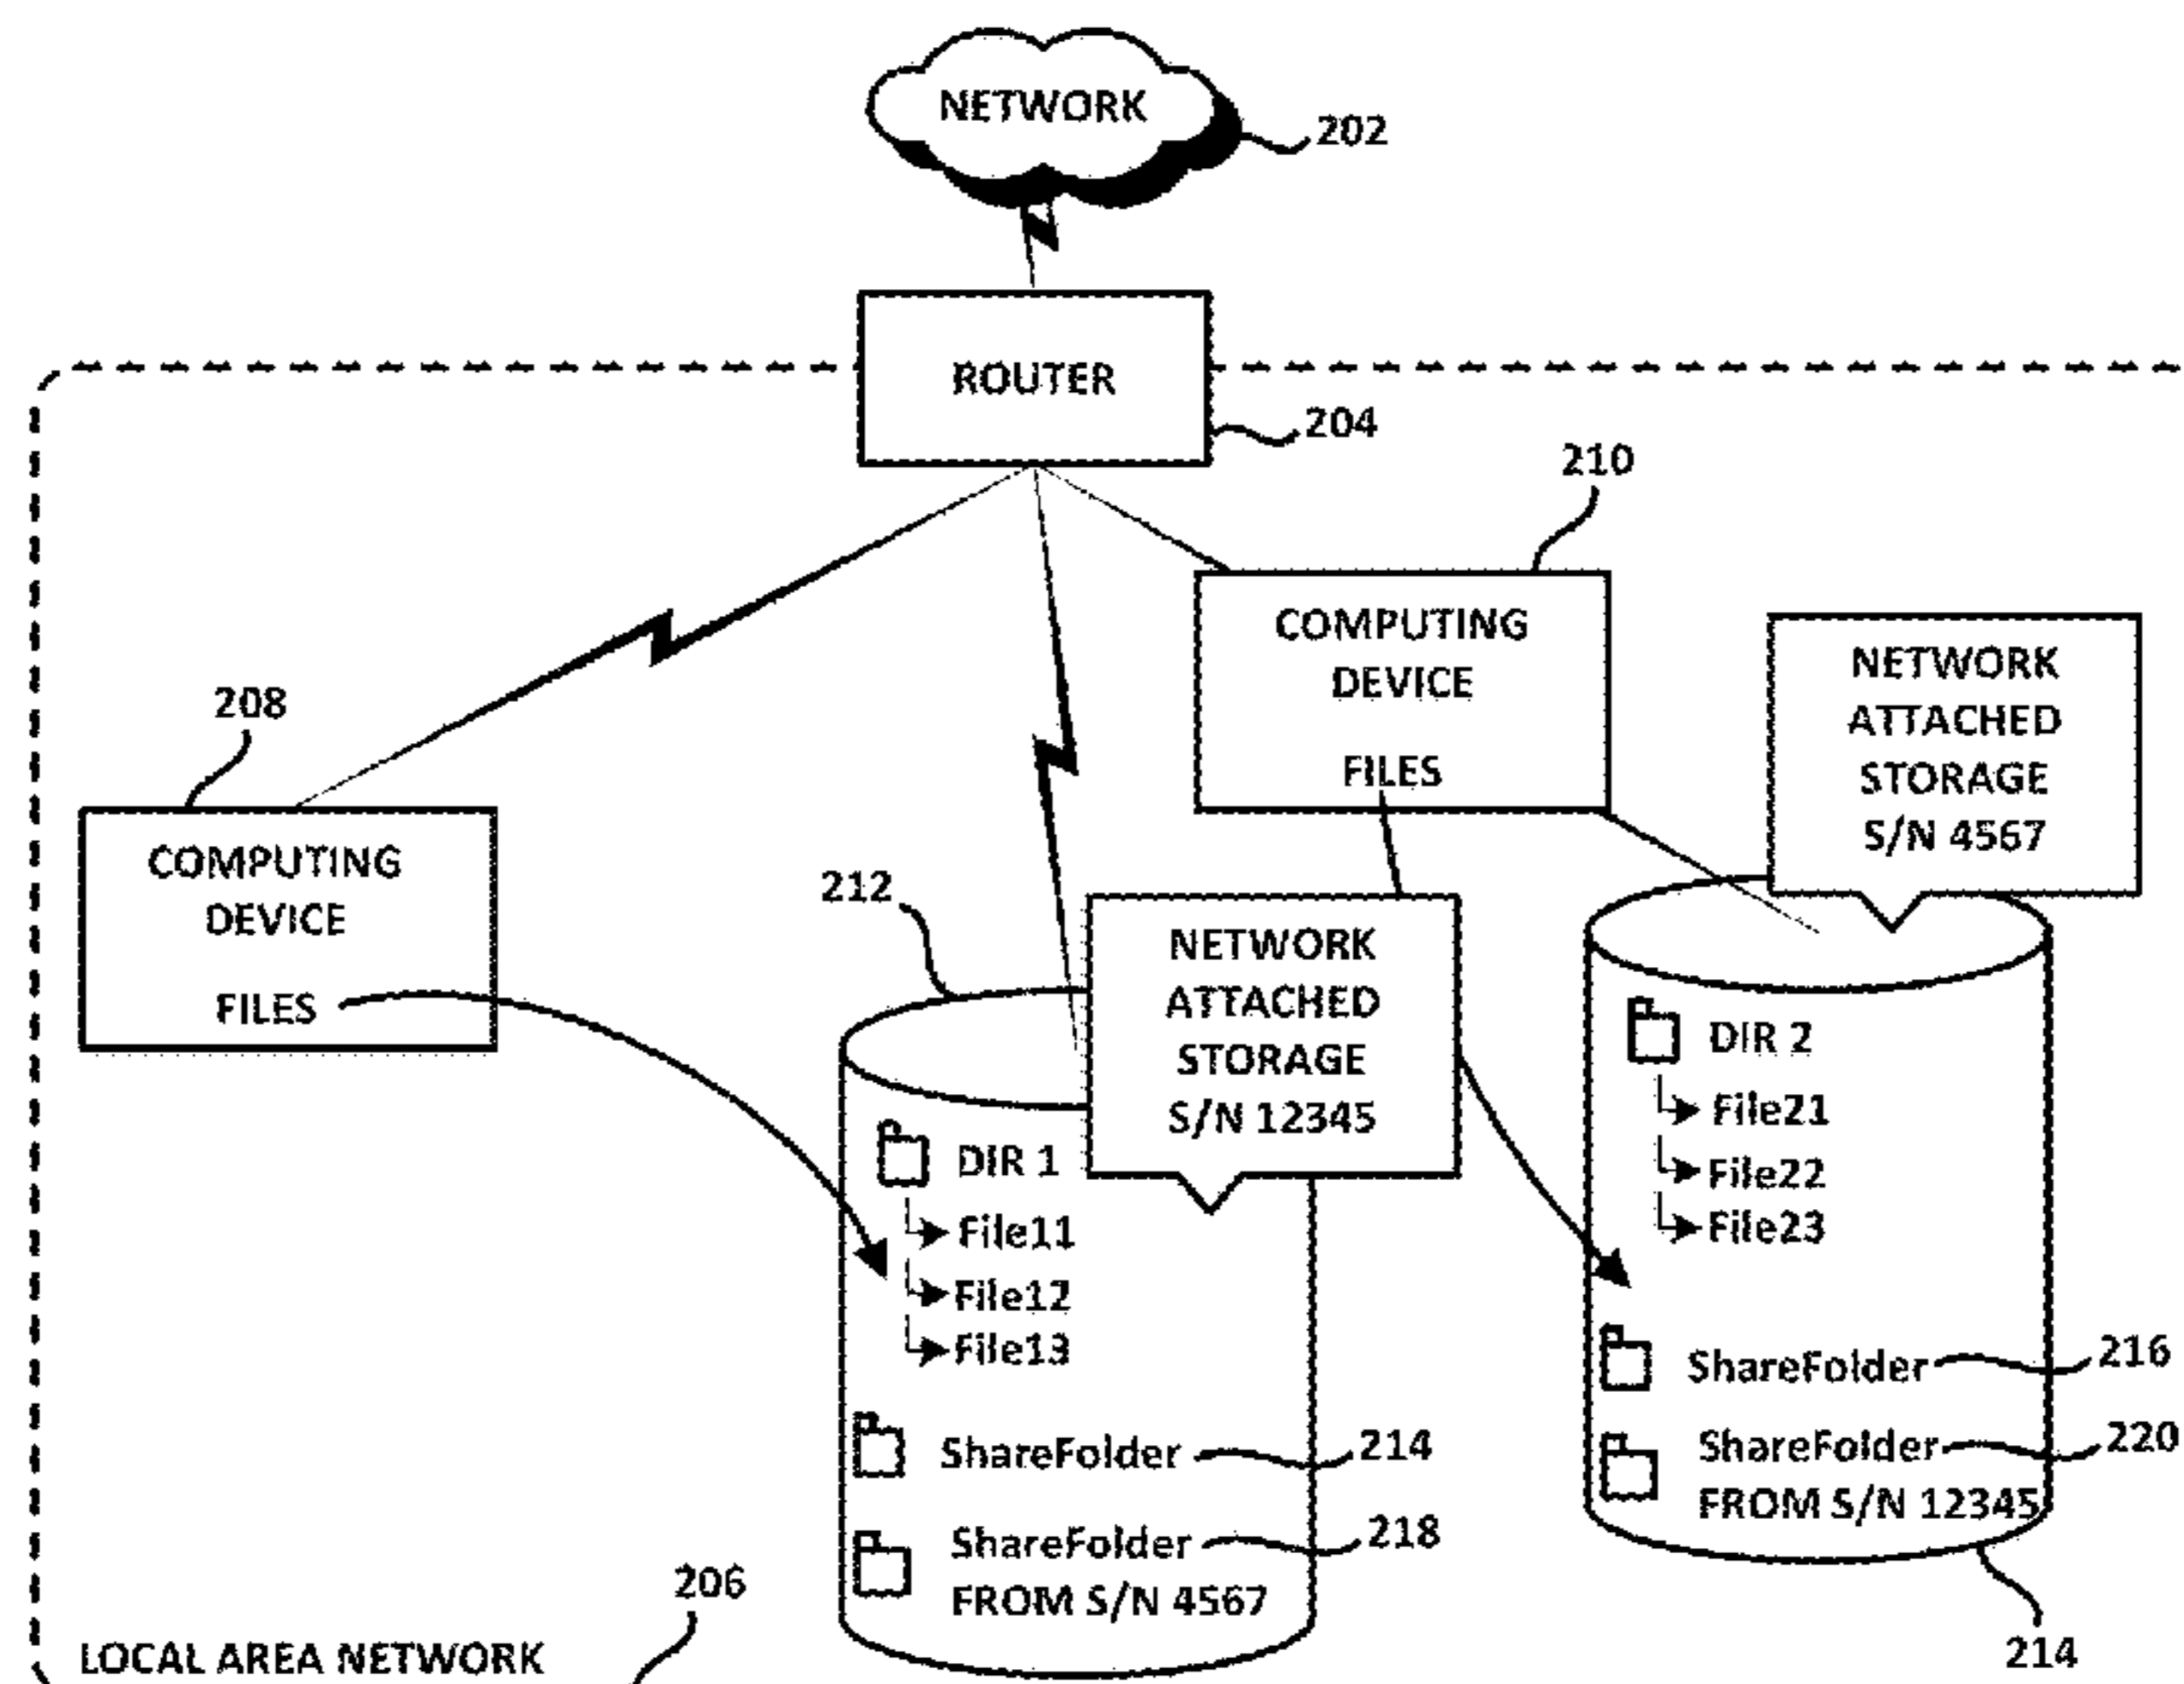 NETWORK
202
ROUTER
204
210
COMPUTING
DEVICE
FILES
NETWORK
ATTACHED
STORAGE
S/N 4567
208
COMPUTING
DEVICE
FILES
212
NETWORK
ATTACHED
STORAGE
S/N 12345
DIR 1
File11
File12
File13
ShareFolder
214
ShareFolder
218
FROM S/N 4567
DIR 2
File21
File22
File23
ShareFolder
216
ShareFolder
220
FROM S/N 12345
214
206
LOCAL AREA NETWORK